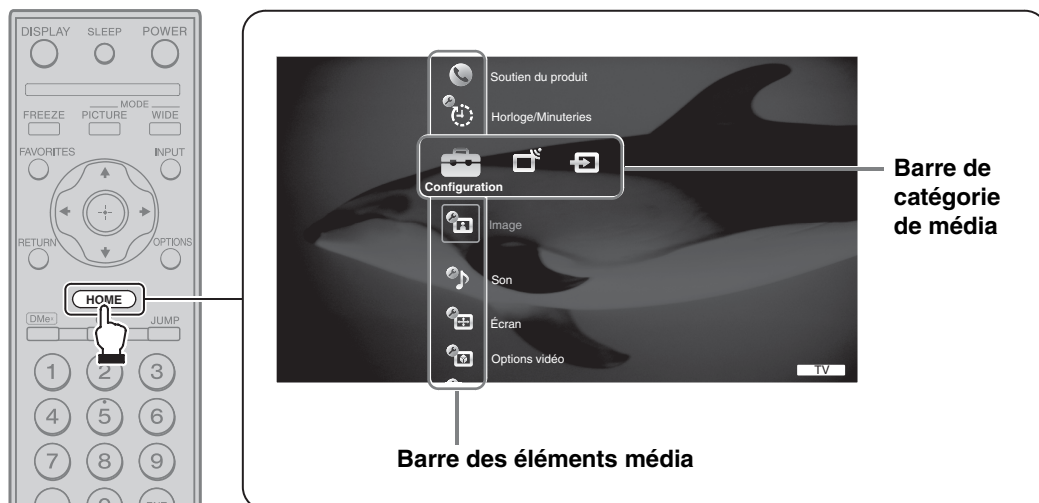 DISPLAY SLEEP POWER
MODE
FREEZE PICTURE WIDE
FAVORITES INPUT
RETURN OPTIONS
HOME
DMe JUMP
1 2 3
4 5 6
7 8 9
Soutien du produit
Horloge/Minuteries
Configuration
Image
Son
Écran
Options vidéo
TV
Barre de
catégorie
de média
Barre des éléments média